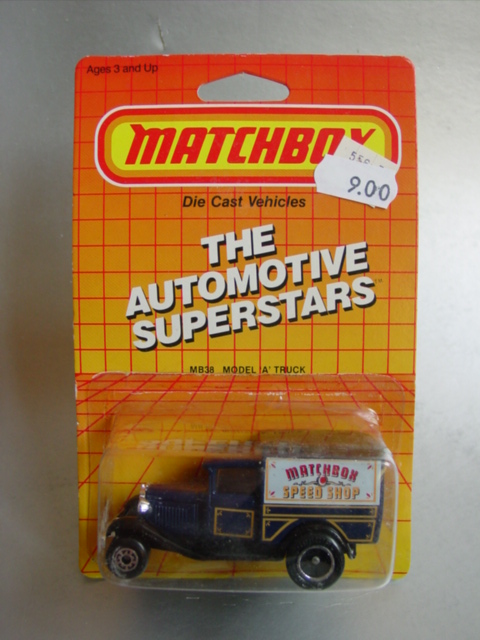 Ages 3 and Up
MATCHBOX
9.00
Die Cast Vehicles
THE
AUTOMOTIVE
SUPERSTARS
MB38 MODEL 'A' TRUCK
MATCHBOX
SPEED SHOP